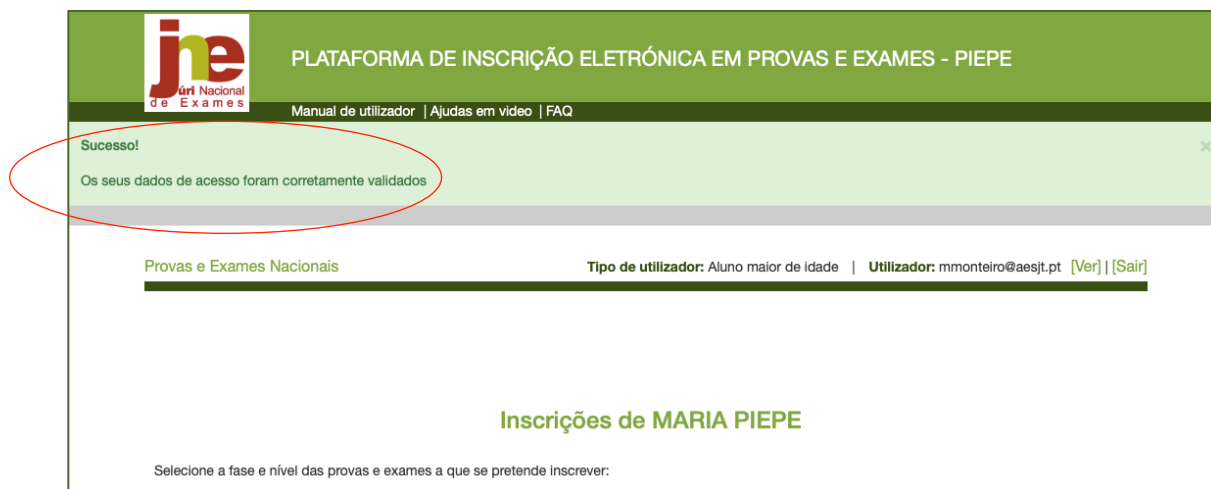 jne
júri Nacional
de Exames
PLATAFORMA DE INSCRIÇÃO ELETRÓNICA EM PROVAS E EXAMES - PIEPE
Manual de utilizador | Ajudas em video | FAQ
Sucesso!
×
Os seus dados de acesso foram corretamente validados
Provas e Exames Nacionais
Tipo de utilizador: Aluno maior de idade | Utilizador: mmonteiro@aesjt.pt [Ver] | [Sair]
Inscrições de MARIA PIEPE
Selecione a fase e nível das provas e exames a que se pretende inscrever: